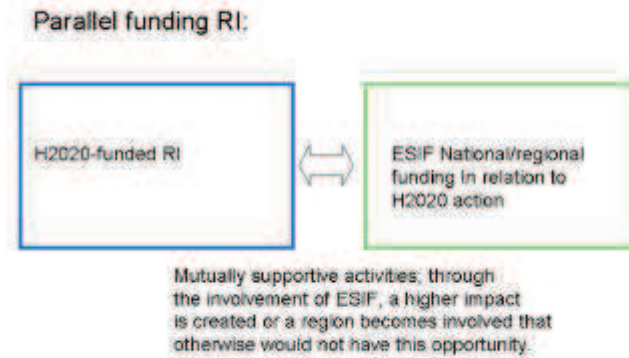 Parallel funding RI:
H2020-funded RI
ESIF National/regional
funding In relation to
H2020 action
Mutually supportive activities; through
the involvement of ESIF, a higher impact
is created or a region becomes involved that
otherwise would not have this opportunity.